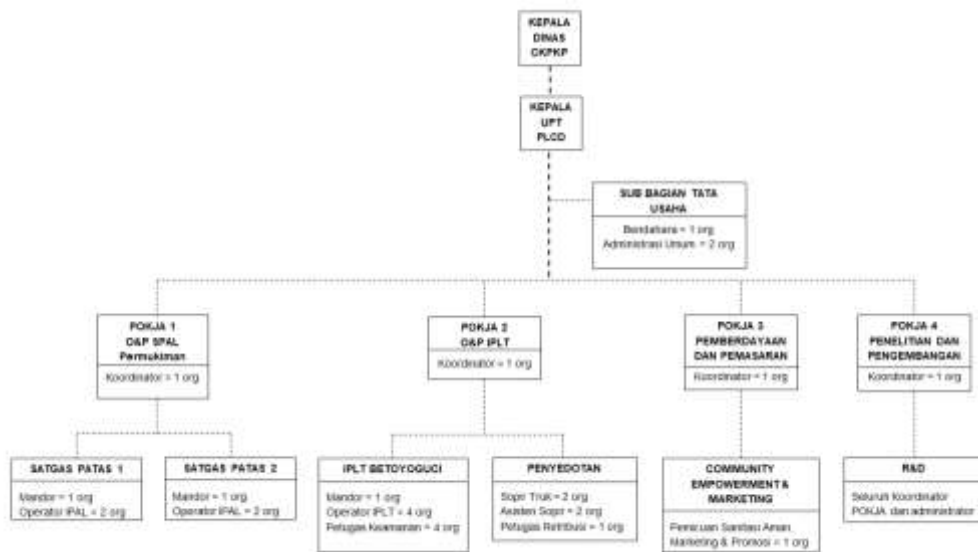 KEPALA
DINAS
CKPKP
KEPALA
UPT
PLCD
SUB BAGIAN TATA
USAHA
Bendahara = 1 org
Administrasi Umum = 2 org
POKJA 1
O&P SPAL
Permukiman
Koordinator = 1 org
POKJA 2
O&P IPLT
Koordinator = 1 org
POKJA 3
PEMBERDAYAAN
DAN PEMASARAN
Koordinator = 1 org
POKJA 4
PENELITIAN DAN
PENGEMBANGAN
Koordinator = 1 org
SATGAS PATAS 1
Mandor = 1 org
Operator IPAL = 2 org
SATGAS PATAS 2
Mandor = 1 org
Operator IPAL = 2 org
IPLT BETOYOGUCI
Mandor = 1 org
Operator IPLT = 4 org
Petugas Keamanan = 4 org
PENYEDOTAN
Sopir Truk = 2 org
Asisten Sopir = 2 org
Petugas Retribusi = 1 org
COMMUNITY
EMPOWERMENT &
MARKETING
Pemicuan Sanitasi Aman
Marketing & Promosi = 1 org
R&D
Seluruh Koordinator
POKJA dan administrator